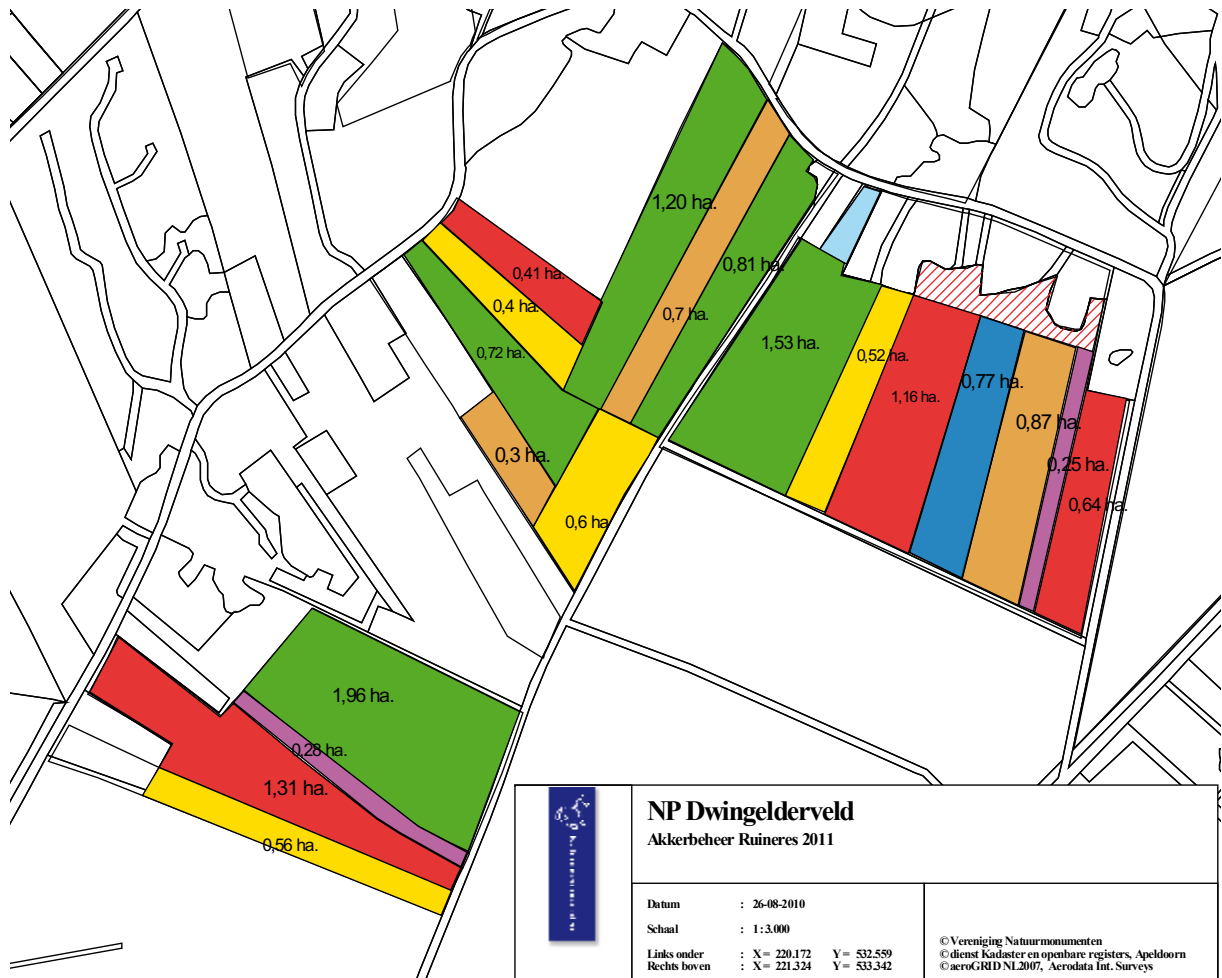 1,20 ha.
0,41 ha.
0,81 ha.
0,4 ha.
0,7 ha.
1,53 ha.
0,72 ha.
0,52 ha.
0,77 ha.
1,16 ha.
0,87 ha.
0,3 ha.
0,25 ha.
0,64 ha.
0,6 ha
1,96 ha.
0,28 ha.
1,31 ha.
0,56 ha.
NP Dwingelderveld
Akkerbeheer Ruineres 2011
Datum : 26-08-2010
Schaal : 1:3.000
Links onder : X = 220.172 Y = 532.559
Rechts boven : X = 221.324 Y = 533.342
© Vereniging Natuurmonumenten
© dienst Kadaster en openbare registers, Apeldoorn
© aeroGRID NL2007, Aerodata Int. Surveys